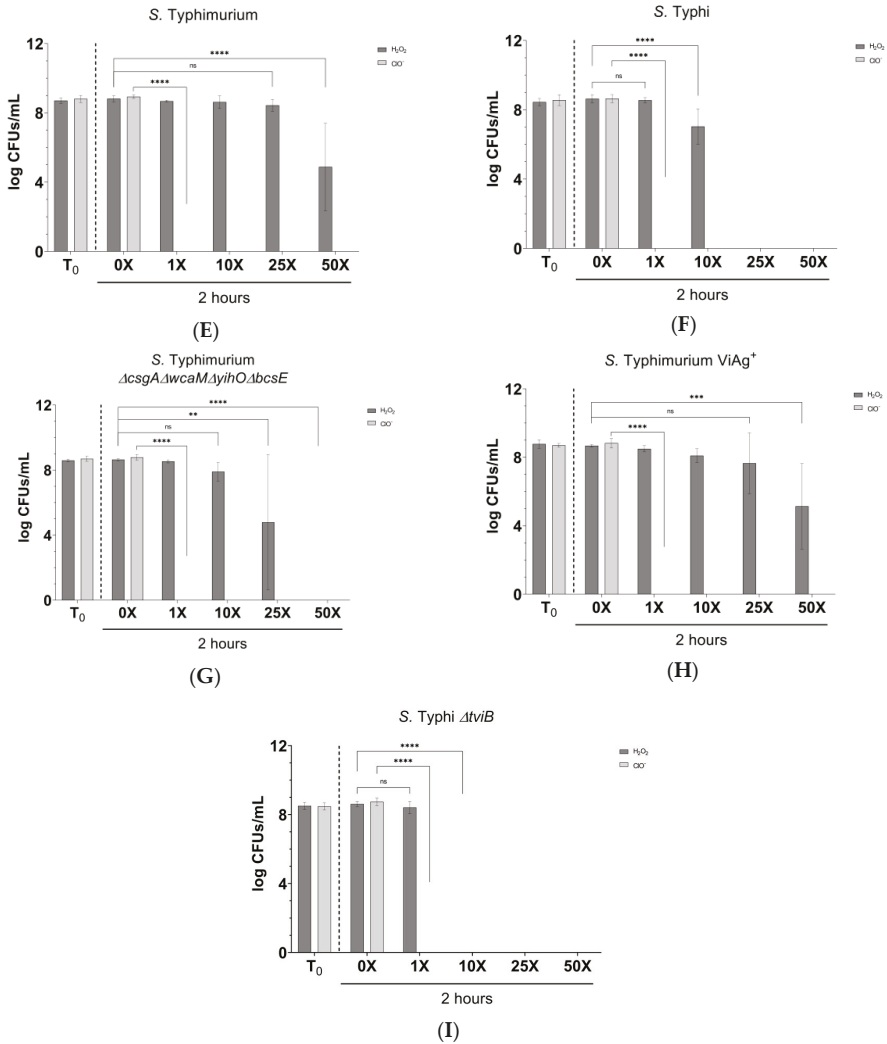 S. Typhimurium
12
8
4
0
log CFUs/mL
H₂O₂
ClO⁻
****
ns
****
T₀ 0X 1X 10X 25X 50X
2 hours
(E)
S. Typhi
12
8
4
0
log CFUs/mL
H₂O₂
ClO⁻
****
****
ns
T₀ 0X 1X 10X 25X 50X
2 hours
(F)
S. Typhimurium
ΔcsgAΔwcaMΔyihOΔbcsE
12
8
4
0
log CFUs/mL
H₂O₂
ClO⁻
****
**
ns
****
T₀ 0X 1X 10X 25X 50X
2 hours
(G)
S. Typhimurium ViAg⁺
12
8
4
0
log CFUs/mL
H₂O₂
ClO⁻
***
ns
****
T₀ 0X 1X 10X 25X 50X
2 hours
(H)
S. Typhi ΔtviB
12
8
4
0
log CFUs/mL
H₂O₂
ClO⁻
****
****
ns
T₀ 0X 1X 10X 25X 50X
2 hours
(I)